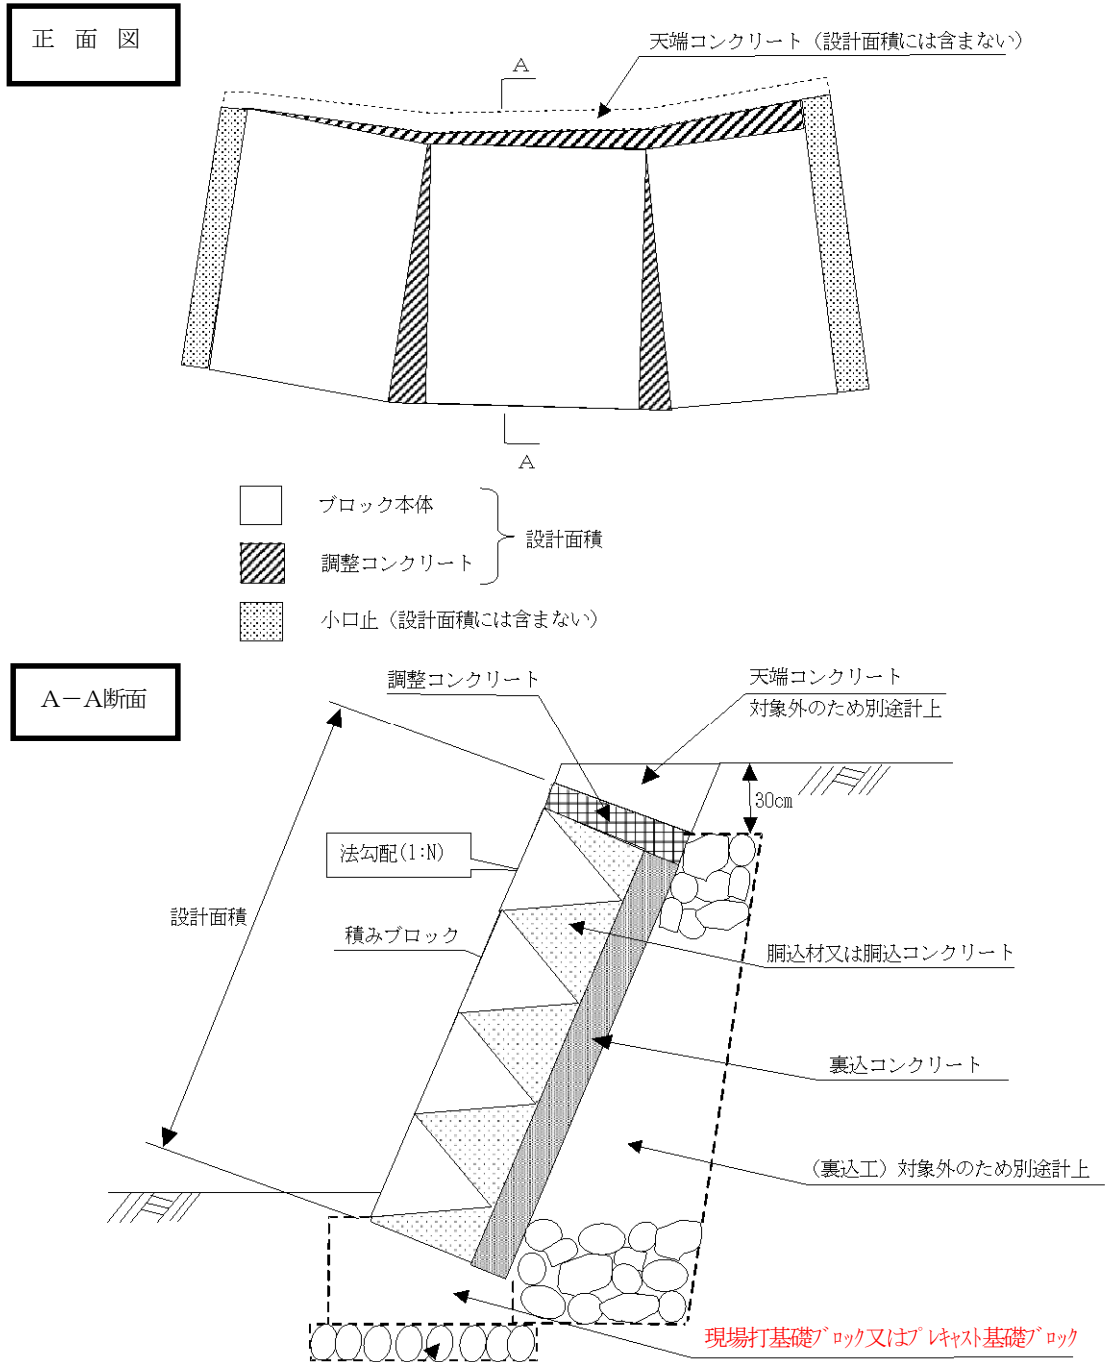 正 面 図
天端コンクリート（設計面積には含まない）
A
A
ブロック本体
調整コンクリート
設計面積
小口止（設計面積には含まない）
A－A断面
調整コンクリート
天端コンクリート
対象外のため別途計上
30cm
法勾配(1:N)
設計面積
積みブロック
胴込材又は胴込コンクリート
裏込コンクリート
（裏込工）対象外のため別途計上
現場打基礎ﾌﾞﾛｯｸ又はﾌﾟﾚｷｬｽﾄ基礎ﾌﾞﾛｯｸ